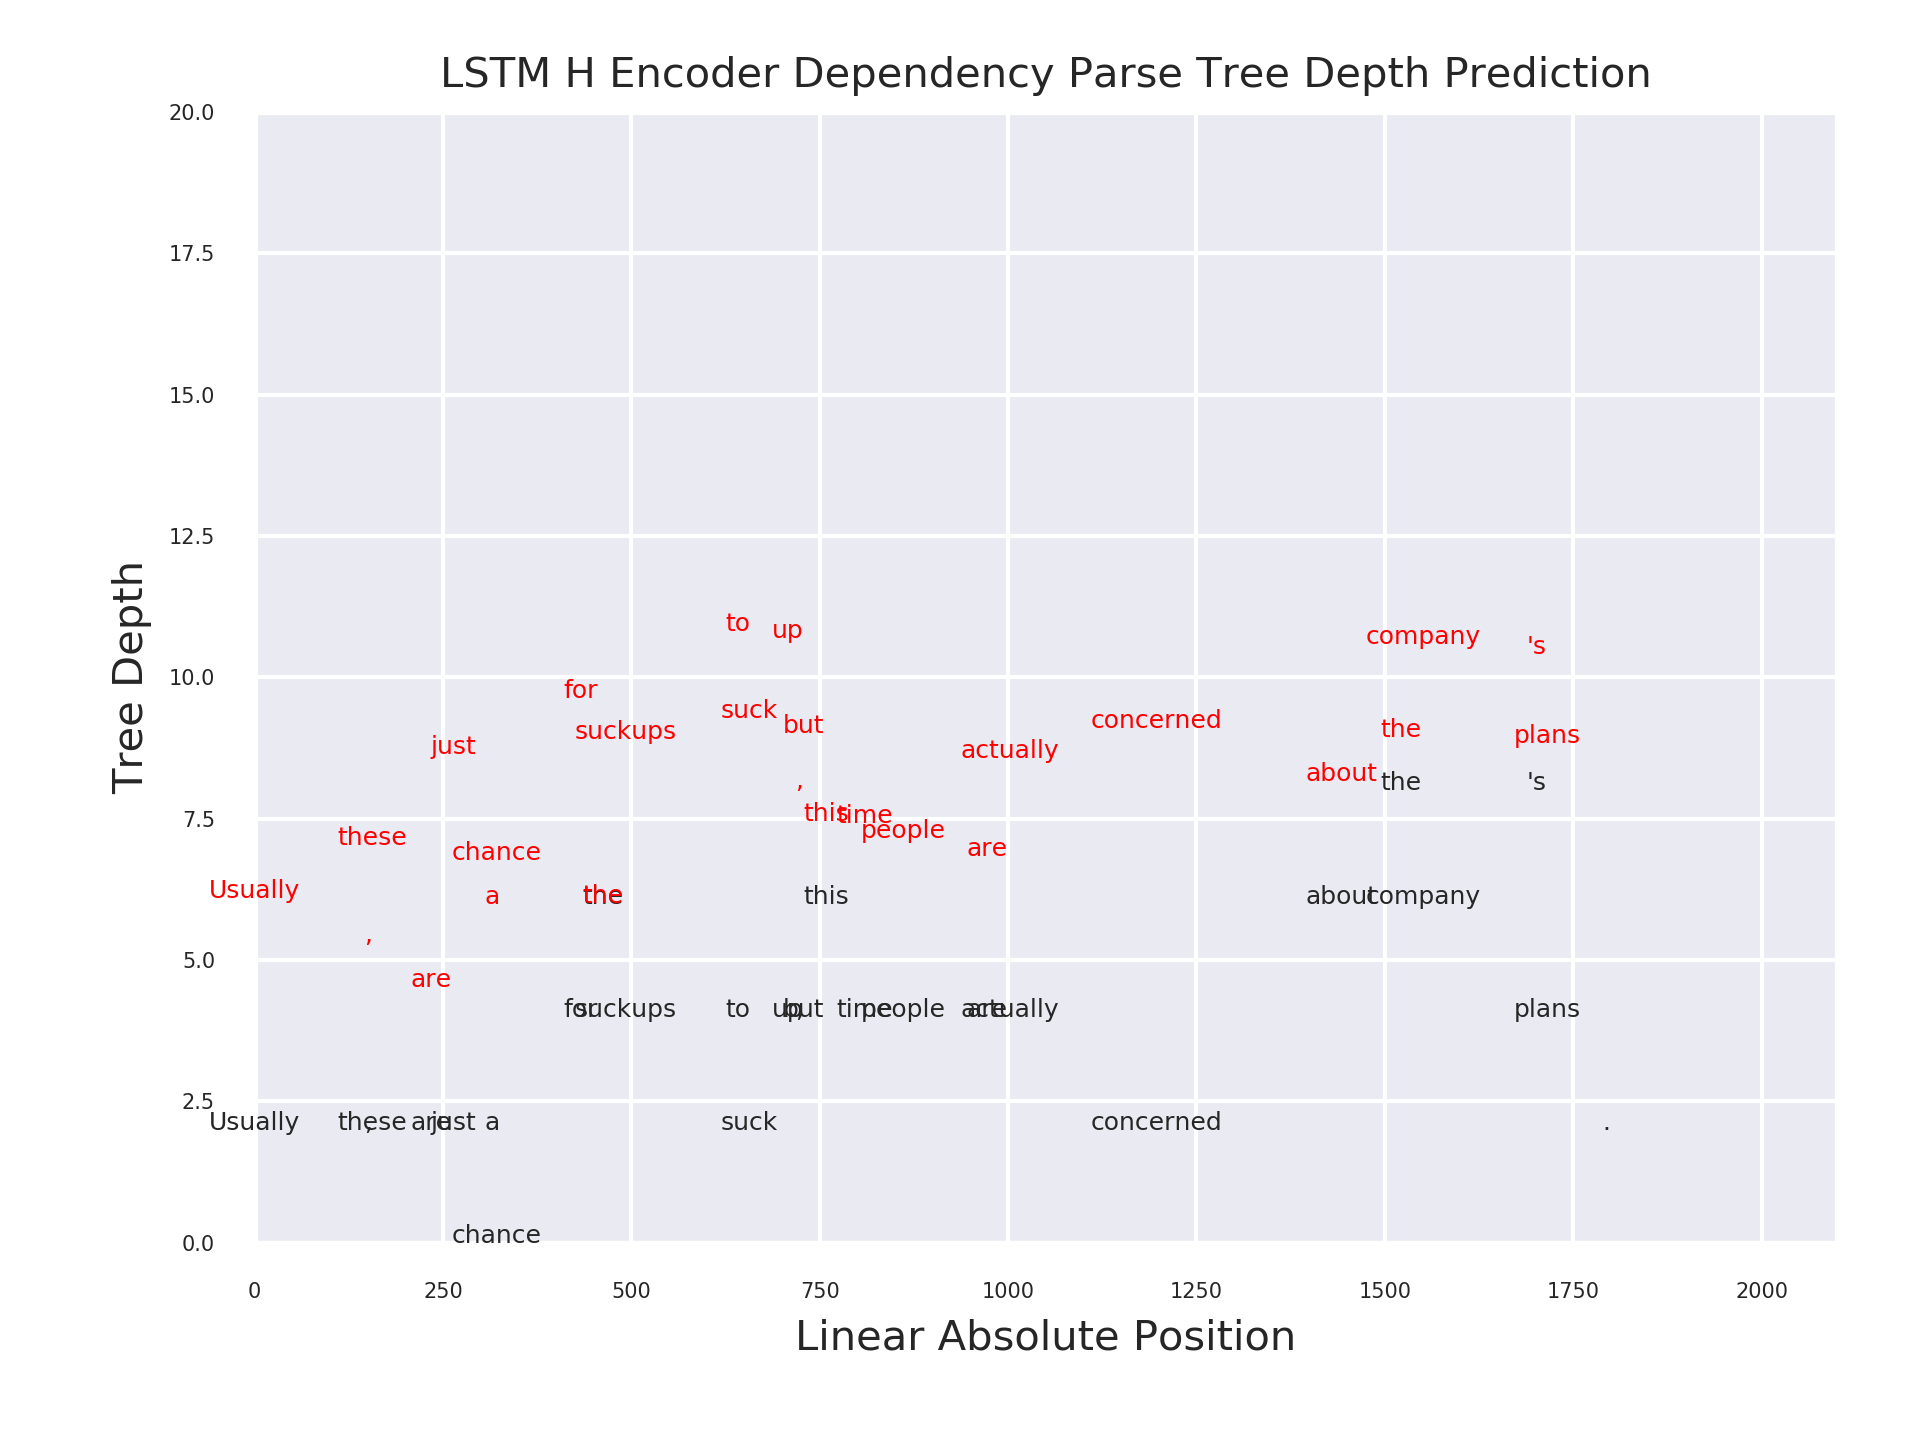 LSTM H Encoder Dependency Parse Tree Depth Prediction
20.0
17.5
15.0
12.5
to
up
company
's
10.0
for
suck
concerned
suckups
but
the
plans
just
actually
about
,
the
's
7.5
this
time
people
these
are
chance
Usually
a
the
the
this
about
company
,
5.0
are
for
suckups
to
up
,
but
time
people
are
actually
plans
2.5
Usually
these
,
are
just
a
suck
concerned
.
chance
0.0
0 250 500 750 1000 1250 1500 1750 2000
Linear Absolute Position
Tree Depth